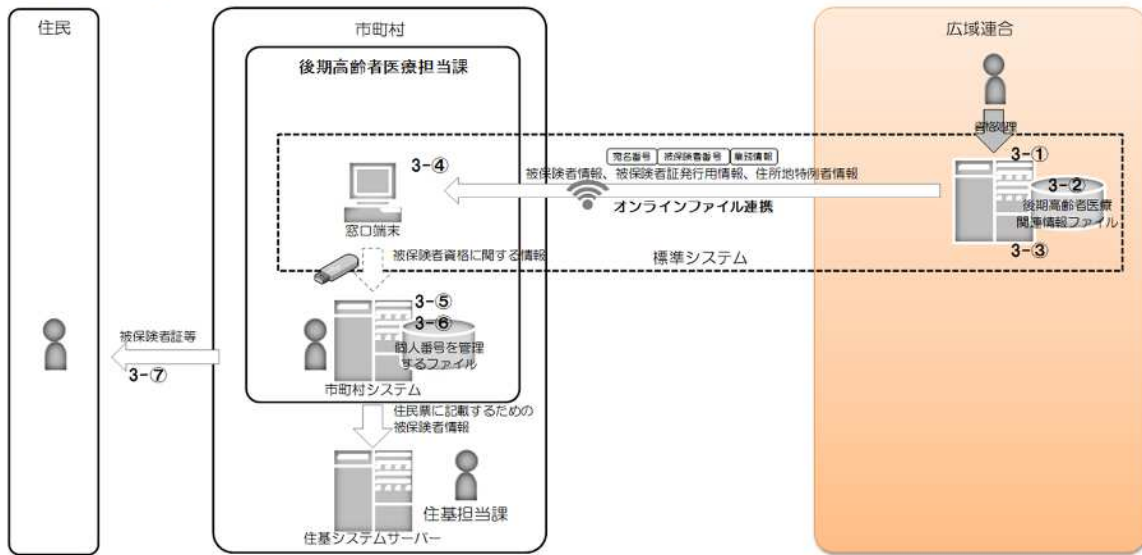 住民
市町村
広域連合
後期高齢者医療担当課
資格処理
宛名番号 被保険者番号 業務情報
3-④
3-①
被保険者情報、被保険者証発行用情報、住所地特例者情報
3-②
オンラインファイル連携
後期高齢者医療
関連情報ファイル
窓口端末
3-③
被保険者資格に関する情報
標準システム
3-⑤
3-⑥
被保険者証等
個人番号を管理
するファイル
3-⑦
市町村システム
住民票に記載するための
被保険者情報
住基担当課
住基システムサーバー